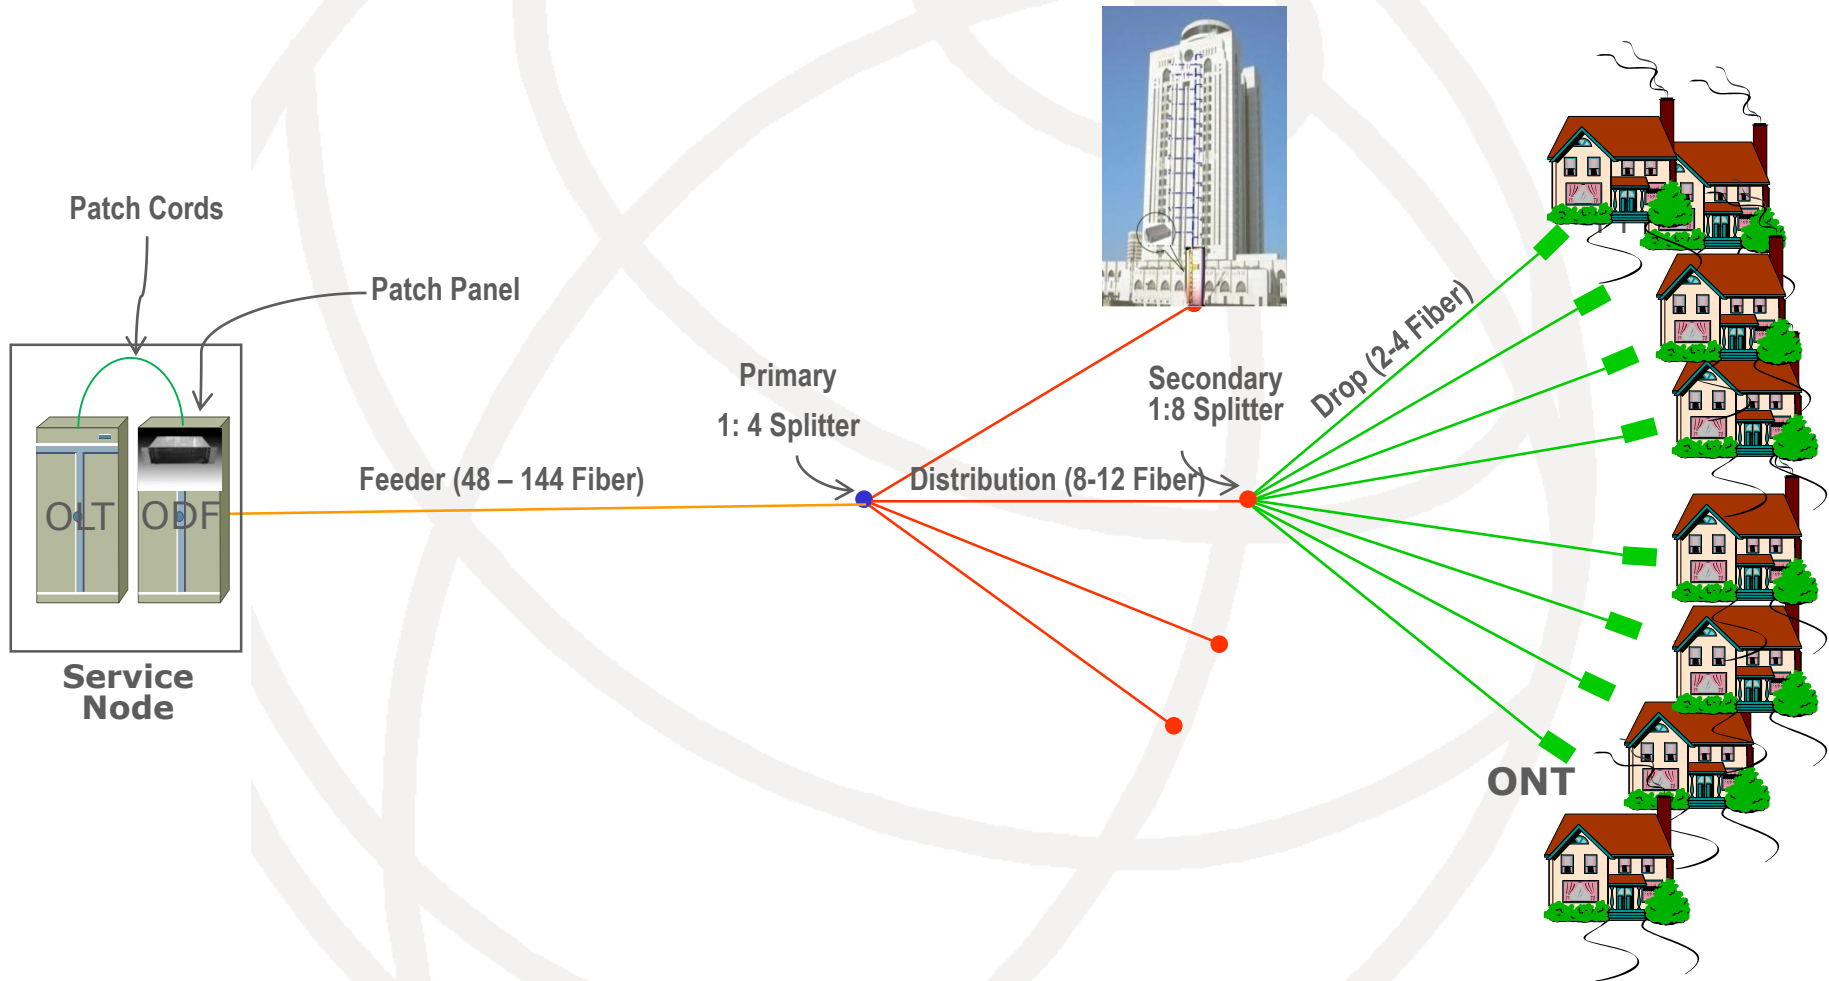 Patch Cords
Patch Panel
Primary
1: 4 Splitter
Secondary
1:8 Splitter
Drop (2-4 Fiber)
Feeder (48 – 144 Fiber)
Distribution (8-12 Fiber)
OLT
ODF
Service
Node
ONT